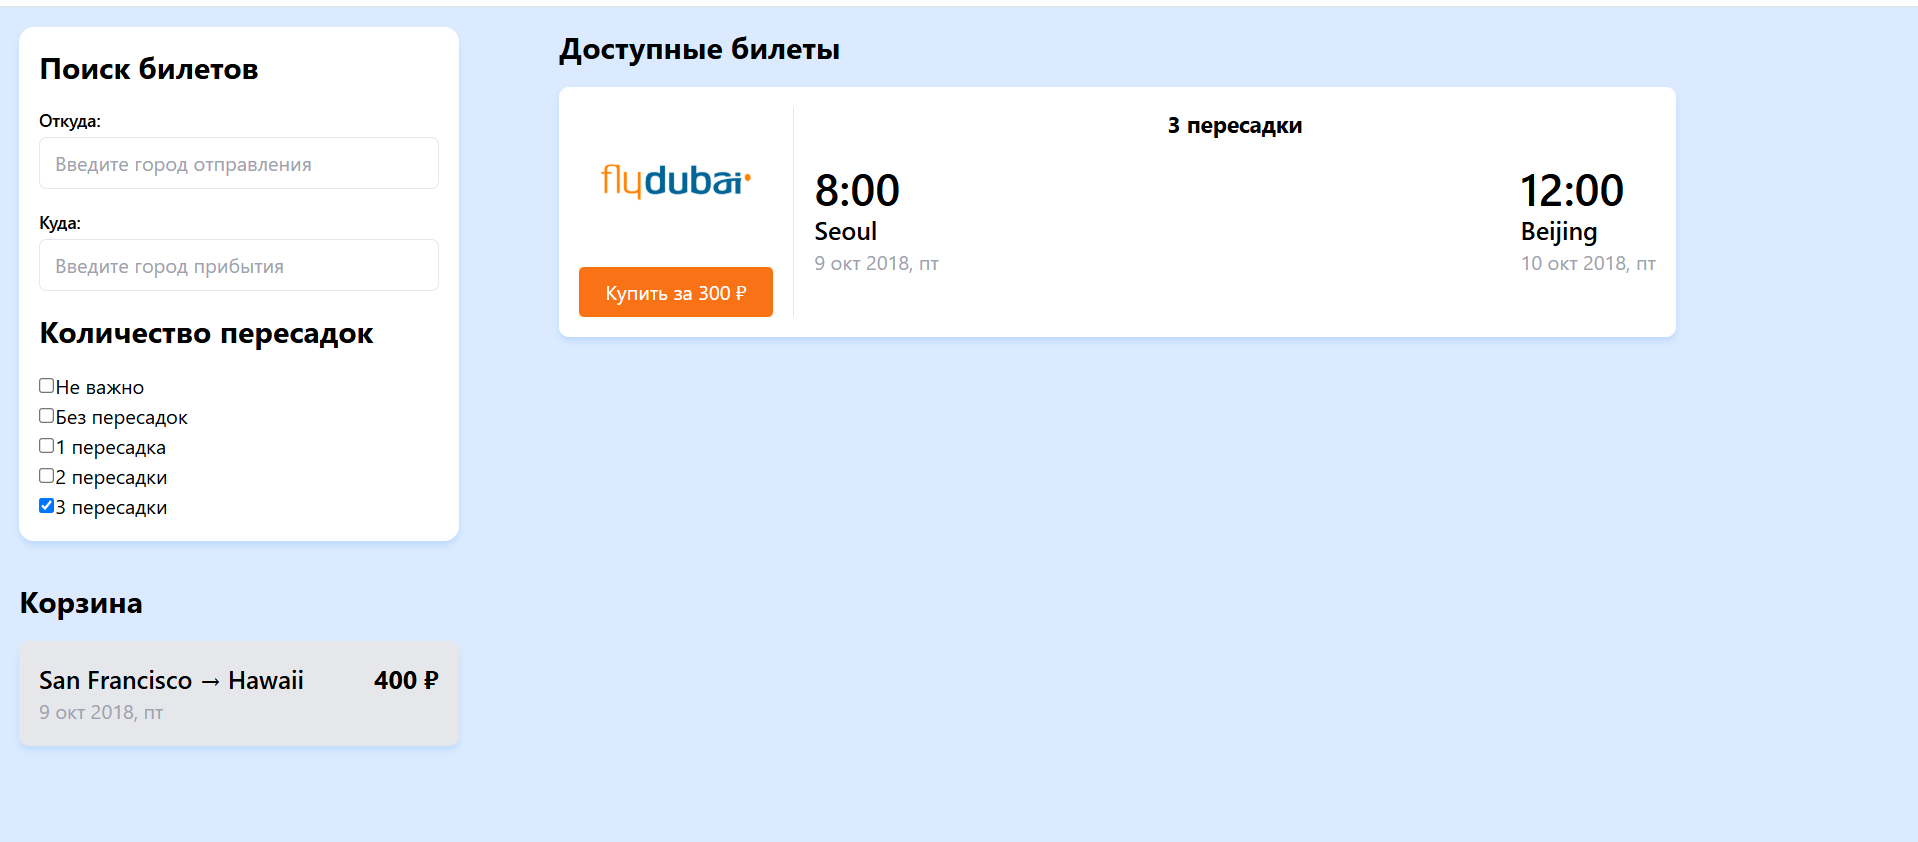 Поиск билетов
Откуда:
Введите город отправления
Куда:
Введите город прибытия
Количество пересадок
Не важно
Без пересадок
1 пересадка
2 пересадки
3 пересадки
Корзина
San Francisco → Hawaii 400 ₽
9 окт 2018, пт
Доступные билеты
flydubai
Купить за 300 ₽
3 пересадки
8:00 12:00
Seoul Beijing
9 окт 2018, пт 10 окт 2018, пт